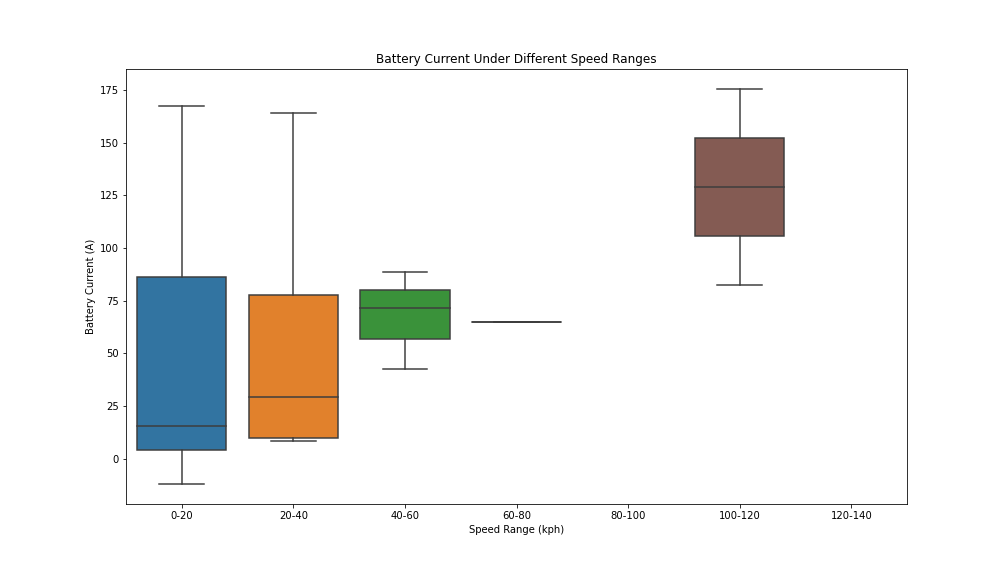 Battery Current Under Different Speed Ranges
175
150
125
100
75
50
25
0
Battery Current (A)
0-20 20-40 40-60 60-80 80-100 100-120 120-140
Speed Range (kph)